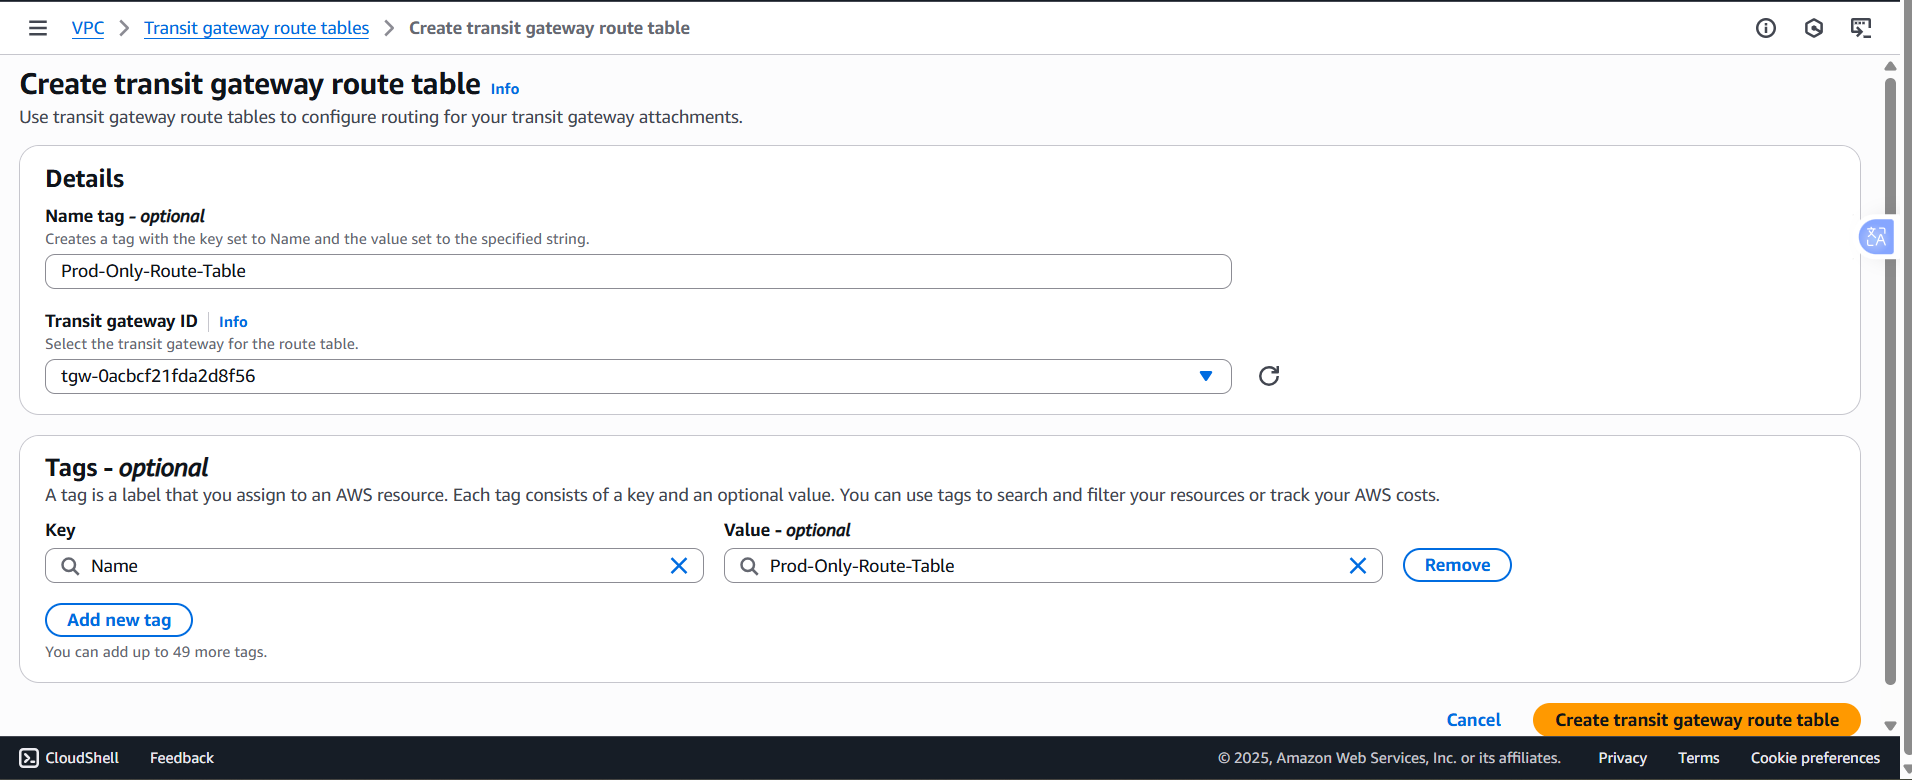 VPC > Transit gateway route tables > Create transit gateway route table
Create transit gateway route table Info
Use transit gateway route tables to configure routing for your transit gateway attachments.
Details
Name tag - optional
Creates a tag with the key set to Name and the value set to the specified string.
Prod-Only-Route-Table
Transit gateway ID Info
Select the transit gateway for the route table.
tgw-0acbcf21fda2d8f56
Tags - optional
A tag is a label that you assign to an AWS resource. Each tag consists of a key and an optional value. You can use tags to search and filter your resources or track your AWS costs.
Key Value - optional
Name Prod-Only-Route-Table Remove
Add new tag
You can add up to 49 more tags.
Cancel Create transit gateway route table
CloudShell Feedback © 2025, Amazon Web Services, Inc. or its affiliates. Privacy Terms Cookie preferences